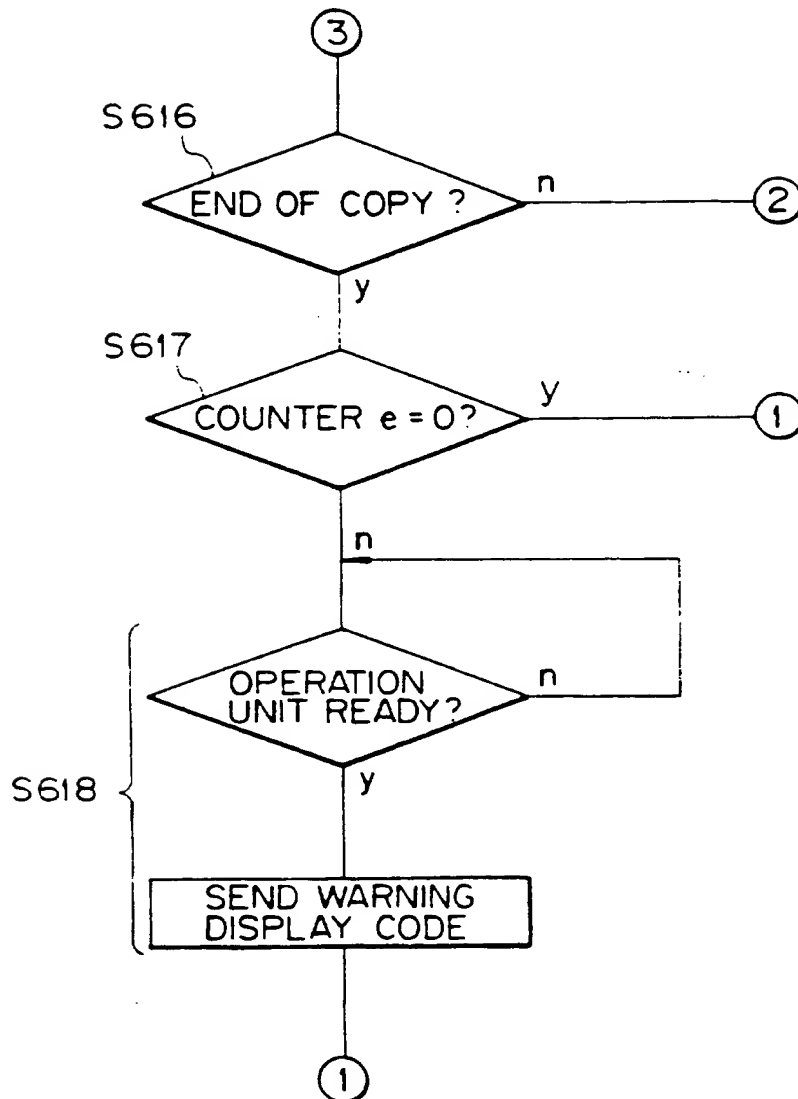 3
S616
END OF COPY ?
n
2
y
S617
COUNTER e = 0?
y
1
n
OPERATION
UNIT READY?
n
S618
y
SEND WARNING
DISPLAY CODE
1